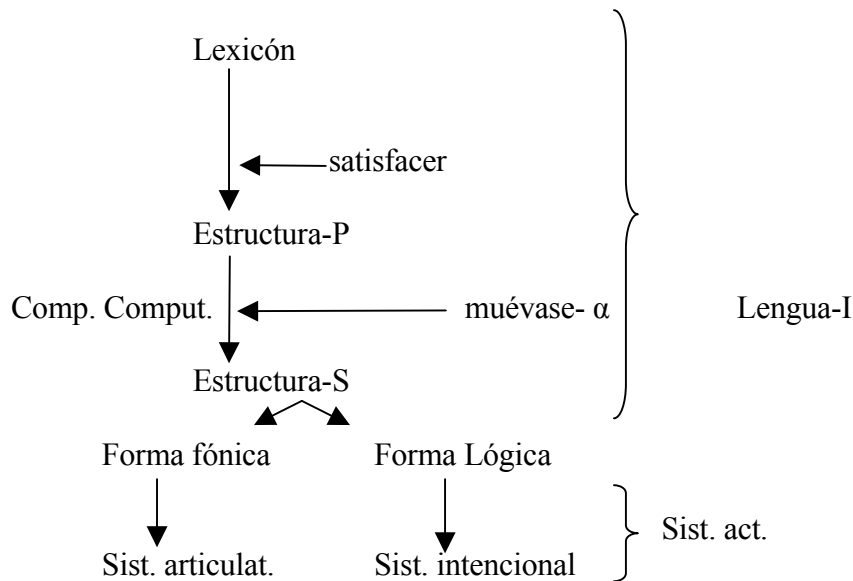 Lexicón
satisfacer
Estructura-P
Comp. Comput. muévase- α Lengua-I
Estructura-S
Forma fónica Forma Lógica
Sist. act.
Sist. articulat. Sist. intencional